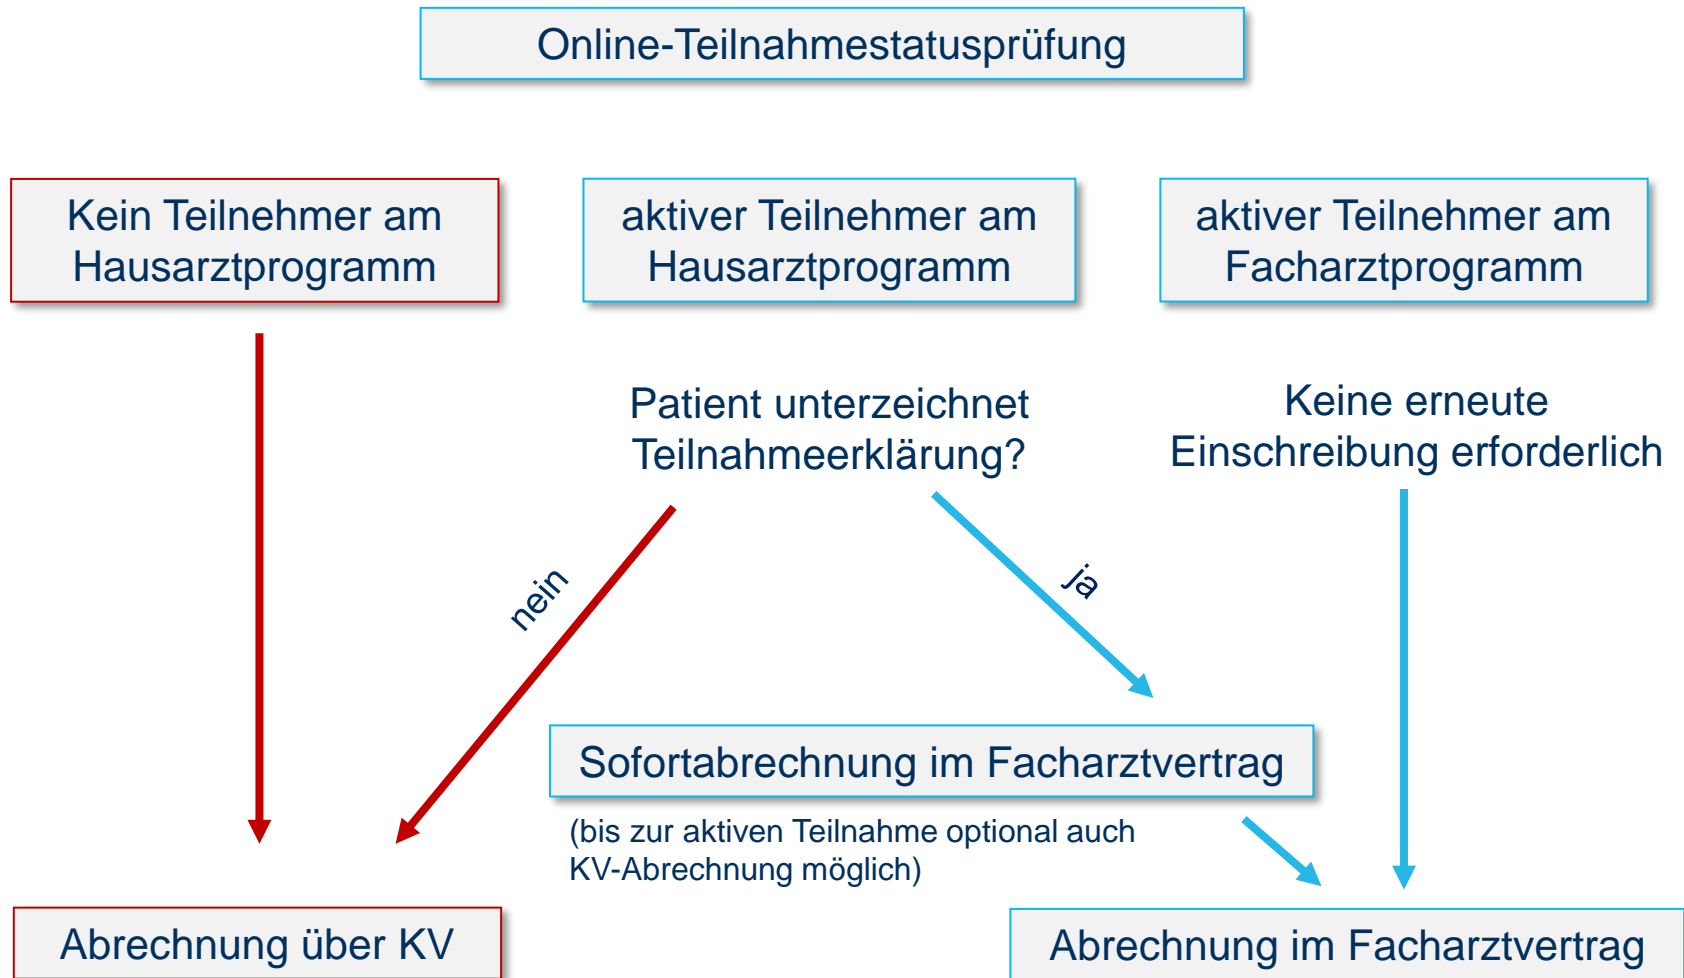 Online-Teilnahmestatusprüfung
Kein Teilnehmer am
Hausarztprogramm
aktiver Teilnehmer am
Hausarztprogramm
aktiver Teilnehmer am
Facharztprogramm
Patient unterzeichnet
Teilnahmeerklärung?
Keine erneute
Einschreibung erforderlich
nein
ja
Sofortabrechnung im Facharztvertrag
(bis zur aktiven Teilnahme optional auch
KV-Abrechnung möglich)
Abrechnung über KV
Abrechnung im Facharztvertrag